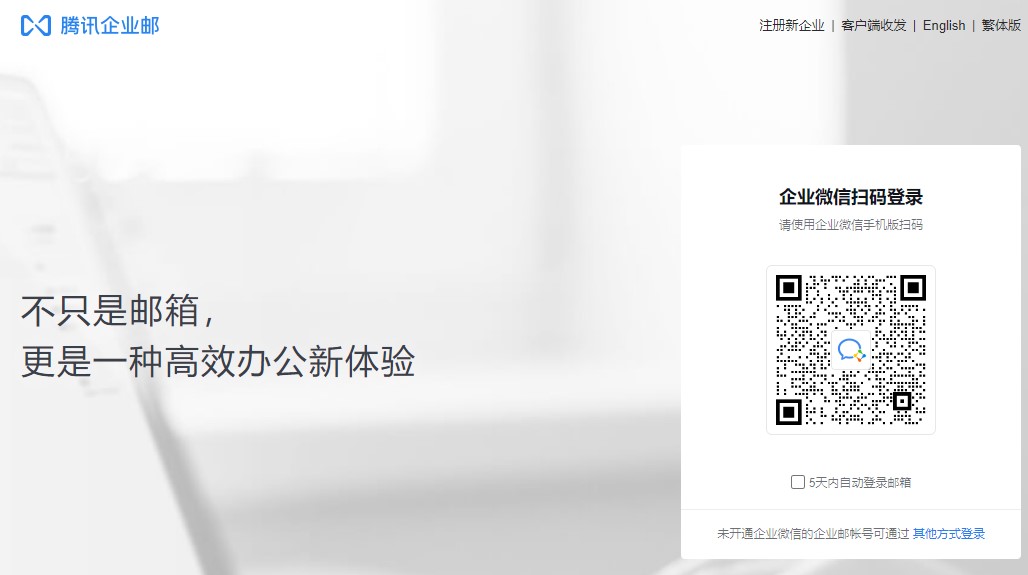 腾讯企业邮
注册新企业 | 客户端收发 | English | 繁体版
企业微信扫码登录
请使用企业微信手机版扫码
不只是邮箱，
更是一种高效办公新体验
5天内自动登录邮箱
未开通企业微信的企业邮帐号可通过 其他方式登录